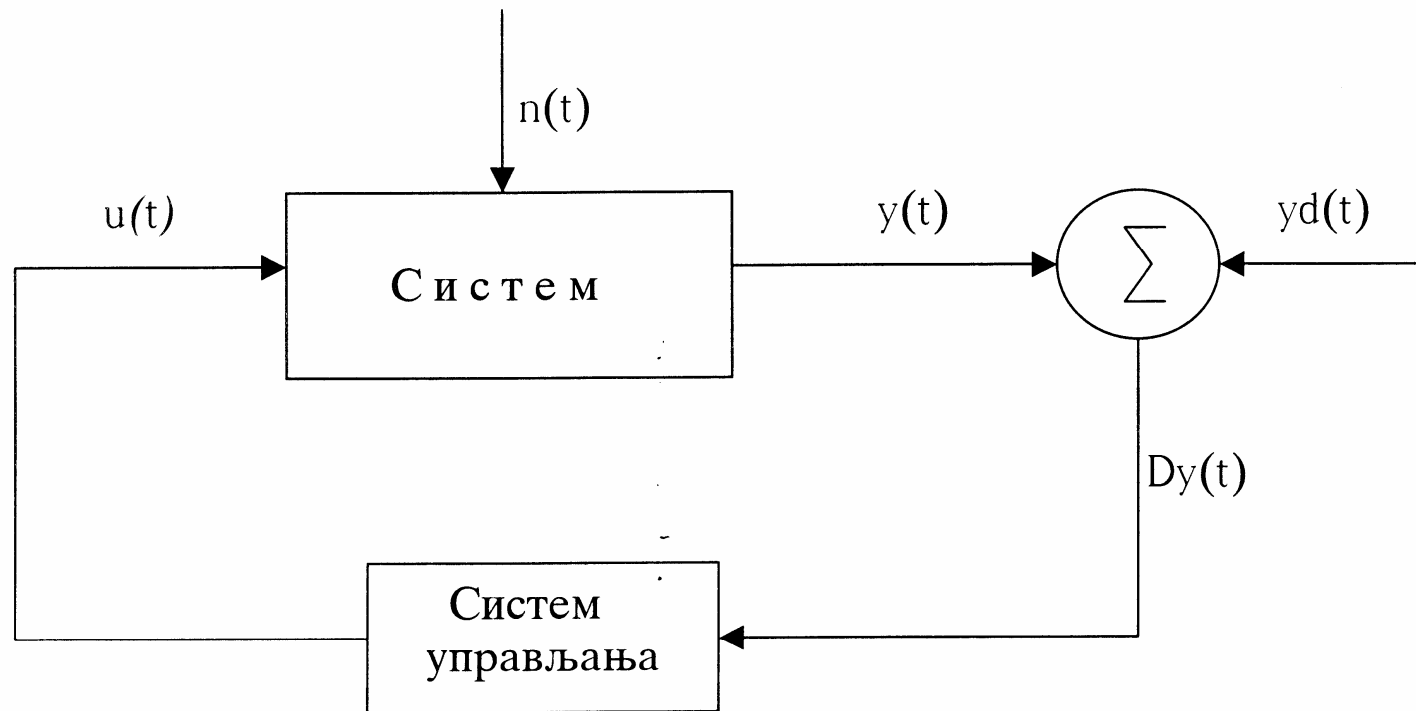 n(t)
u(t)
y(t)
yd(t)
Σ
Систем
Dy(t)
Систем
управљања